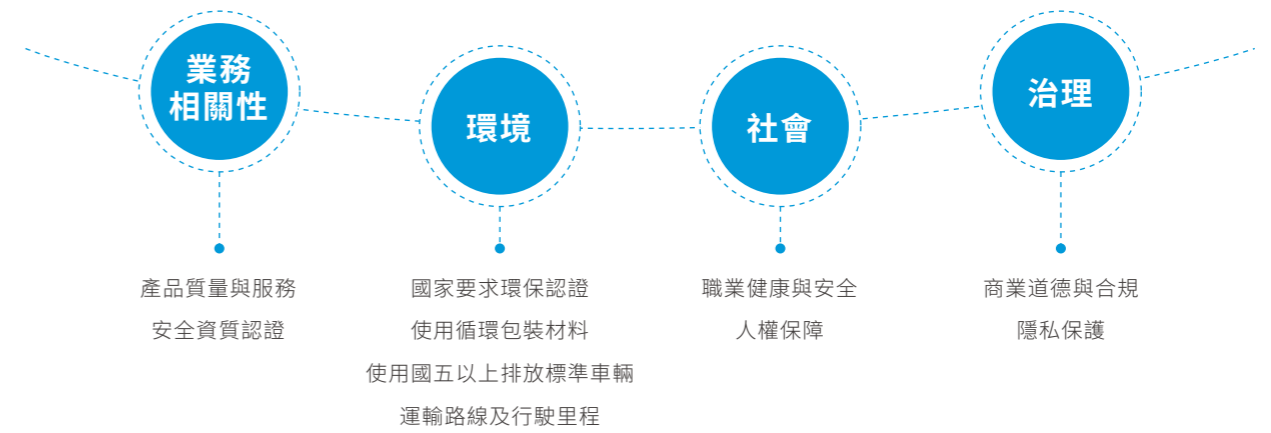 業務
相關性
環境
社會
治理
產品質量與服務
安全資質認證
國家要求環保認證
使用循環包裝材料
使用國五以上排放標準車輛
運輸路線及行駛里程
職業健康與安全
人權保障
商業道德與合規
隱私保護